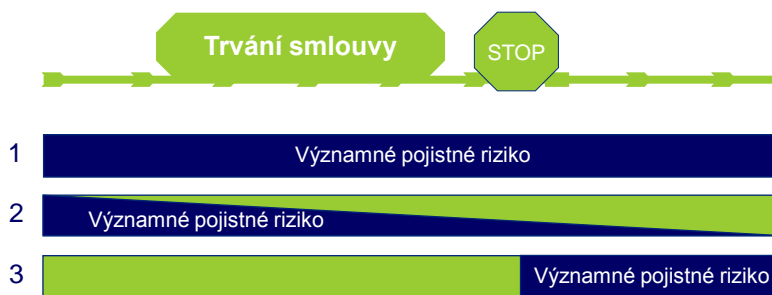 Trvání smlouvy
STOP
1 Významné pojistné riziko
2 Významné pojistné riziko
3 Významné pojistné riziko